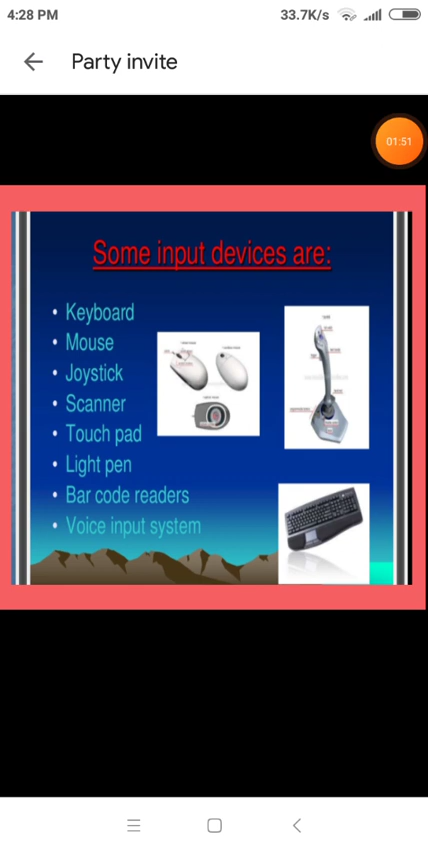 4:28 PM
33.7K/s
Party invite
01:51
Some input devices are:
• Keyboard
• Mouse
• Joystick
• Scanner
• Touch pad
• Light pen
• Bar code readers
• Voice input system